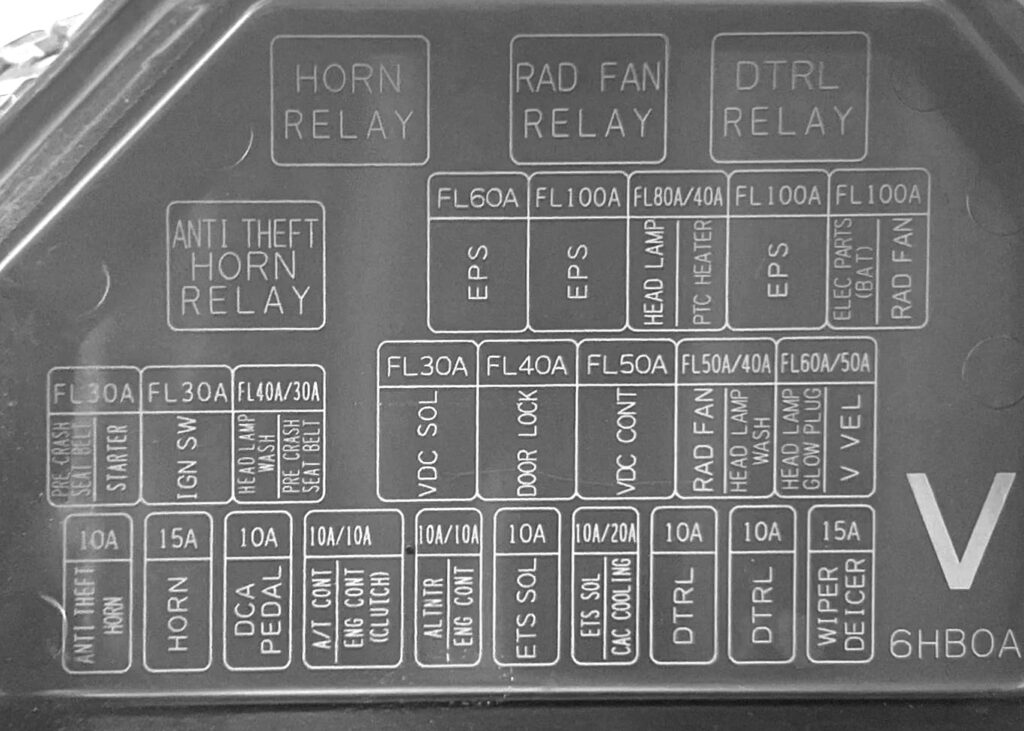 HORN
RELAY
RAD FAN
RELAY
DTRL
RELAY
ANTI THEFT
HORN
RELAY
FL60A
EPS
FL100A
EPS
FL80A/40A
HEAD LAMP
PTC HEATER
FL100A
EPS
FL100A
ELEC PARTS
(BAT)
RAD FAN
FL30A
PRE CRASH
SEAT BELT
STARTER
FL30A
IGN SW
FL40A/30A
HEAD LAMP
WASH
PRE CRASH
SEAT BELT
FL30A
VDC SOL
FL40A
DOOR LOCK
FL50A
VDC CONT
FL50A/40A
RAD FAN
HEAD LAMP
WASH
FL60A/50A
HEAD LAMP
GLOW PLUG
V VEL
10A
ANTI THEFT
HORN
15A
HORN
10A
DCA
PEDAL
10A/10A
A/T CONT
ENG CONT
(CLUTCH)
10A/10A
ALTNTR
ENG CONT
10A
ETS SOL
10A/20A
ETS SOL
CAC COOLING
10A
DTRL
10A
DTRL
15A
WIPER
DEICER
V
6HB0A